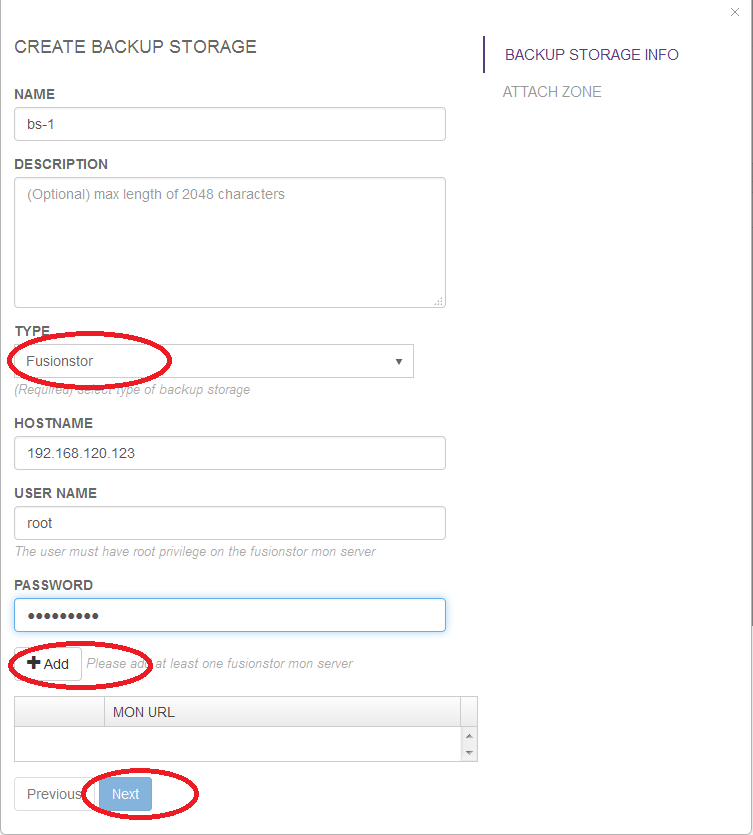 CREATE BACKUP STORAGE
BACKUP STORAGE INFO
ATTACH ZONE
NAME
bs-1
DESCRIPTION
(Optional) max length of 2048 characters
TYPE
Fusionstor
(Required) select type of backup storage
HOSTNAME
192.168.120.123
USER NAME
root
The user must have root privilege on the fusionstor mon server
PASSWORD
•••••••••
Add Please add at least one fusionstor mon server
MON URL
Previous Next